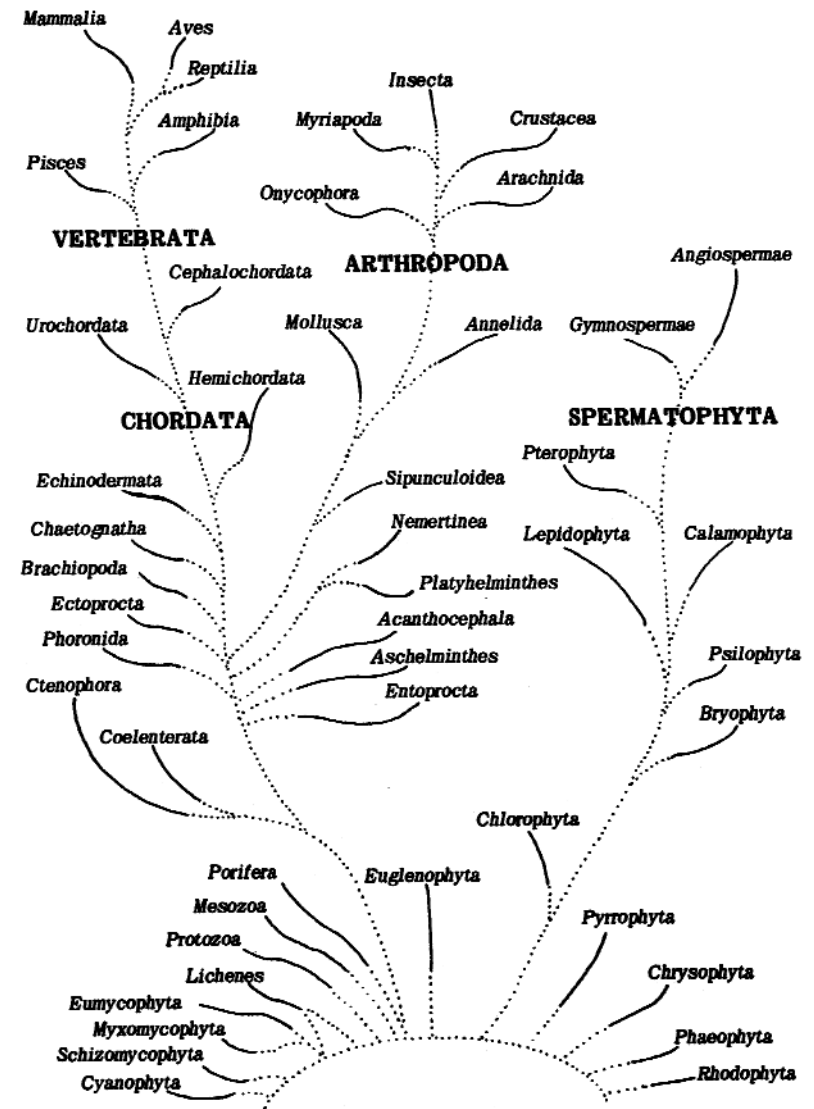 Mammalia
Aves
Reptilia
Insecta
Amphibia
Myriapoda
Crustacea
Pisces
Onycophora
Arachnida
VERTEBRATA
ARTHROPODA
Angiospermae
Cephalochordata
Urochordata
Mollusca
Annelida
Gymnospermae
Hemichordata
CHORDATA
SPERMATOPHYTA
Pterophyta
Echinodermata
Sipunculoidea
Chaetognatha
Nemertinea
Lepidophyta
Calamophyta
Brachiopoda
Platyhelminthes
Ectoprocta
Acanthocephala
Phoronida
Aschelminthes
Psilophyta
Ctenophora
Entoprocta
Bryophyta
Coelenterata
Chlorophyta
Porifera
Euglenophyta
Mesozoa
Pyrrophyta
Protozoa
Lichenes
Chrysophyta
Eumycophyta
Myxomycophyta
Phaeophyta
Schizomycophyta
Rhodophyta
Cyanophyta